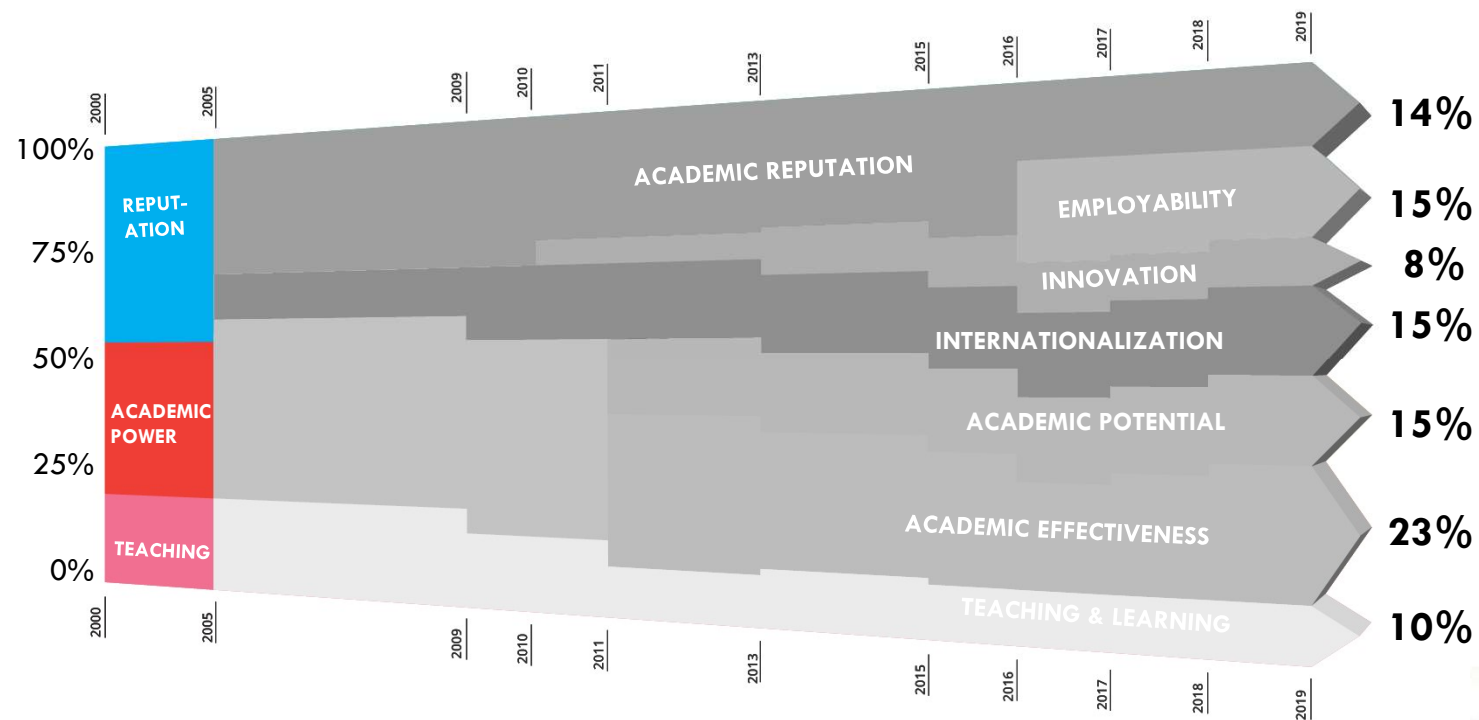 2000
2005
2009
2010
2011
2013
2015
2016
2017
2018
2019
100%
75%
50%
25%
0%
REPUT-
ATION
ACADEMIC
POWER
TEACHING
ACADEMIC REPUTATION
EMPLOYABILITY
INNOVATION
INTERNATIONALIZATION
ACADEMIC POTENTIAL
ACADEMIC EFFECTIVENESS
TEACHING & LEARNING
14%
15%
8%
15%
15%
23%
10%
2000
2005
2009
2010
2011
2013
2015
2016
2017
2018
2019